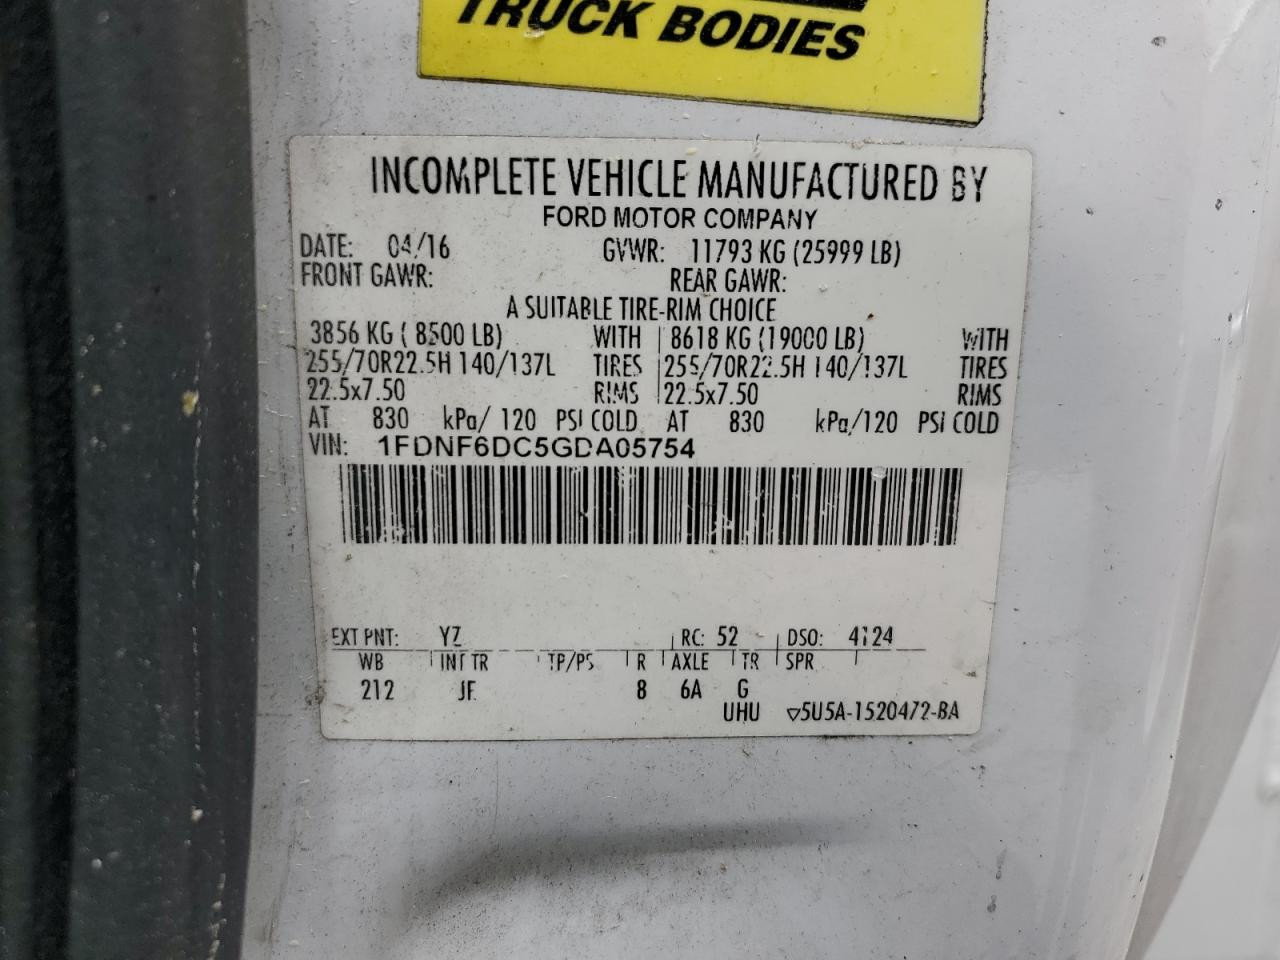 TRUCK BODIES
INCOMPLETE VEHICLE MANUFACTURED BY
FORD MOTOR COMPANY
DATE: 04/16 GVWR: 11793 KG (25999 LB)
FRONT GAWR: REAR GAWR:
A SUITABLE TIRE-RIM CHOICE
3856 KG ( 8500 LB) WITH 8618 KG (19000 LB) WITH
255/70R22.5H 140/137L TIRES 255/70R22.5H 140/137L TIRES
22.5x7.50 RIMS 22.5x7.50 RIMS
AT 830 kPa/ 120 PSI COLD AT 830 kPa/120 PSI COLD
VIN: 1FDNF6DC5GDA05754
EXT PNT: YZ RC: 52 DSO: 4124
WB INT TR TP/PS R AXLE TR SPR
212 JE 8 6A G
UHU ▽5U5A-1520472-BA